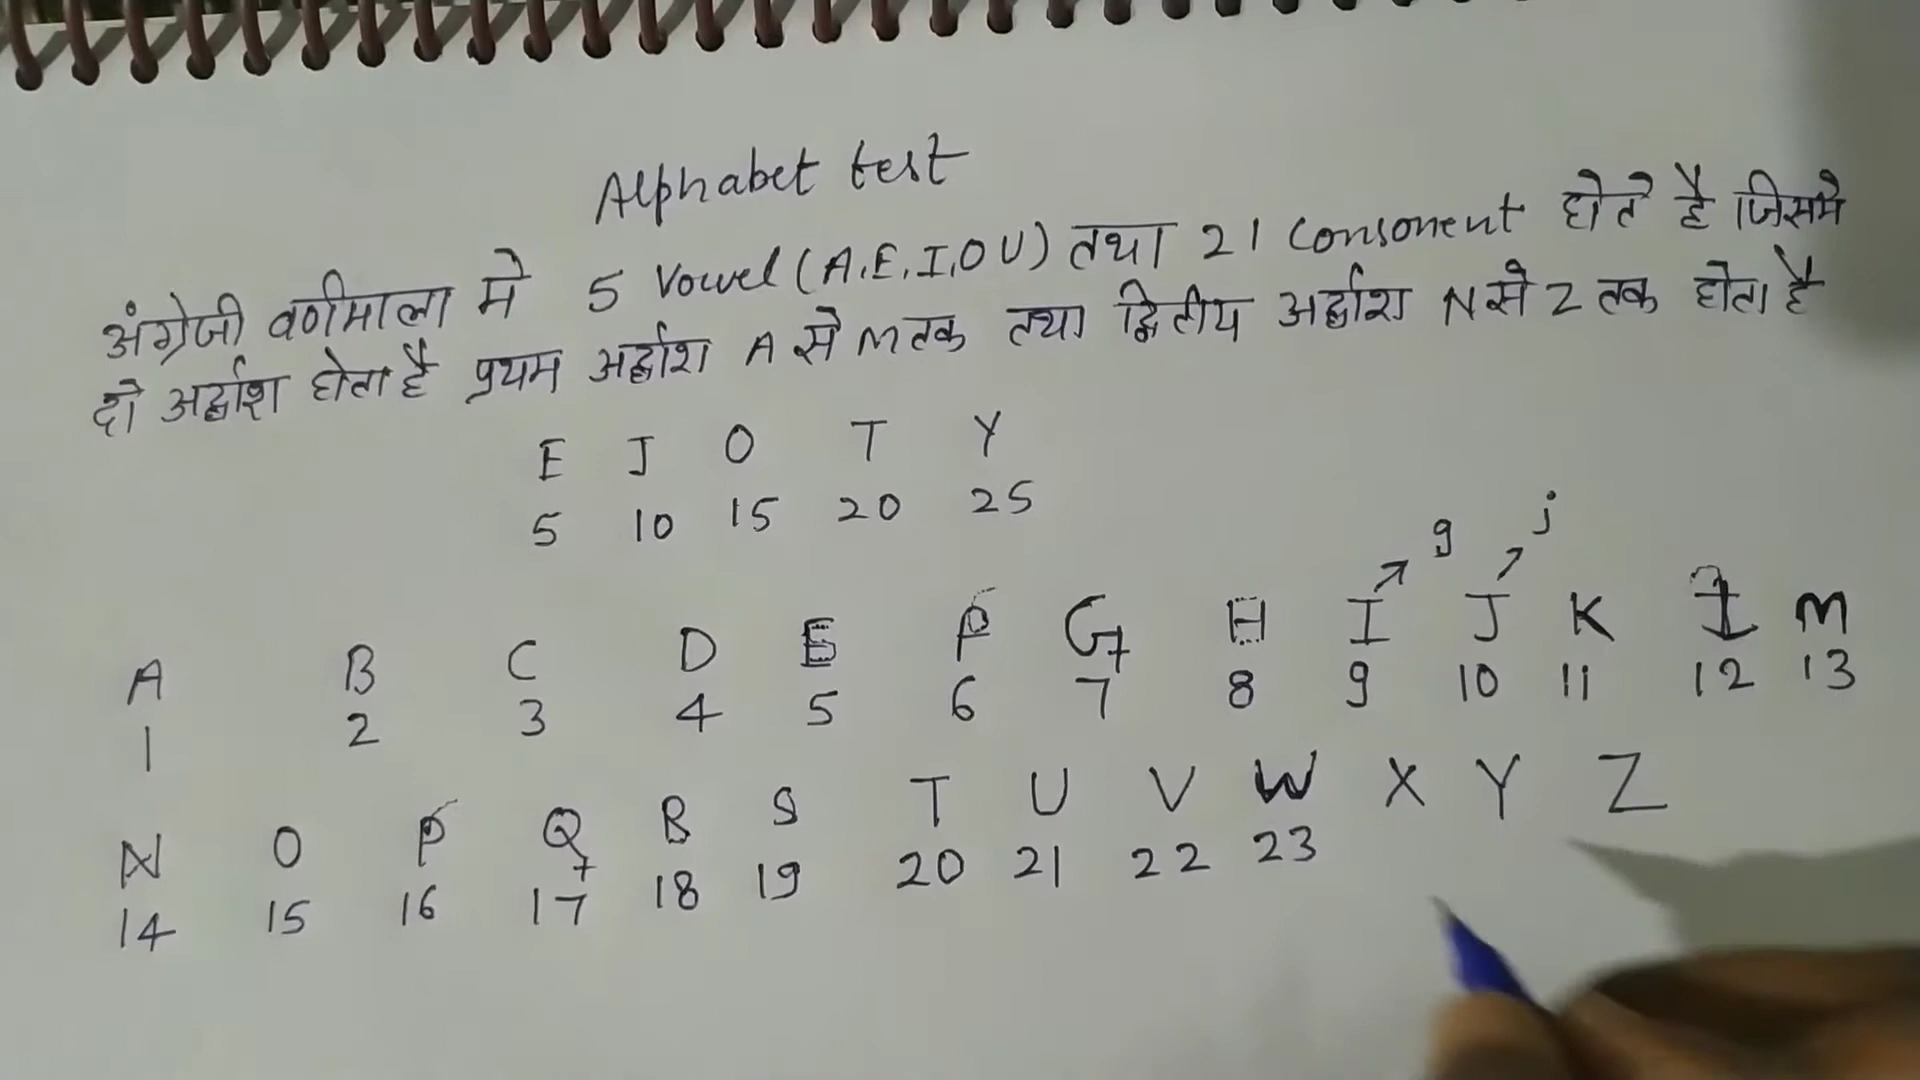 Alphabet test
अंग्रेजी वर्णमाला मे 5 Vowel (A,E,I,O U) तथा 21 Consonent होते है जिसमे
दो अर्द्धाश होता है प्रथम अर्द्धाश A से M तक तथा द्वितीय अर्द्धाश N से Z तक होता है
E J O T Y
5 10 15 20 25
g j
A B C D E F G H I J K L M
1 2 3 4 5 6 7 8 9 10 11 12 13
N O P Q R S T U V W X Y Z
14 15 16 17 18 19 20 21 22 23